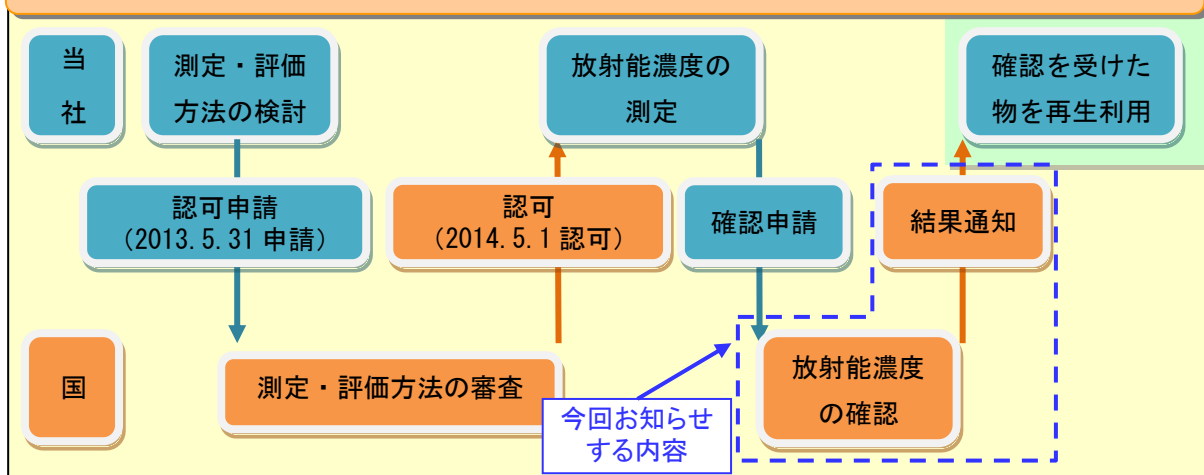 当
社
測定・評価
方法の検討
放射能濃度の
測定
確認を受けた
物を再生利用
認可申請
（2013.5.31 申請）
認可
（2014.5.1 認可）
確認申請
結果通知
国
測定・評価方法の審査
放射能濃度
の確認
今回お知らせ
する内容